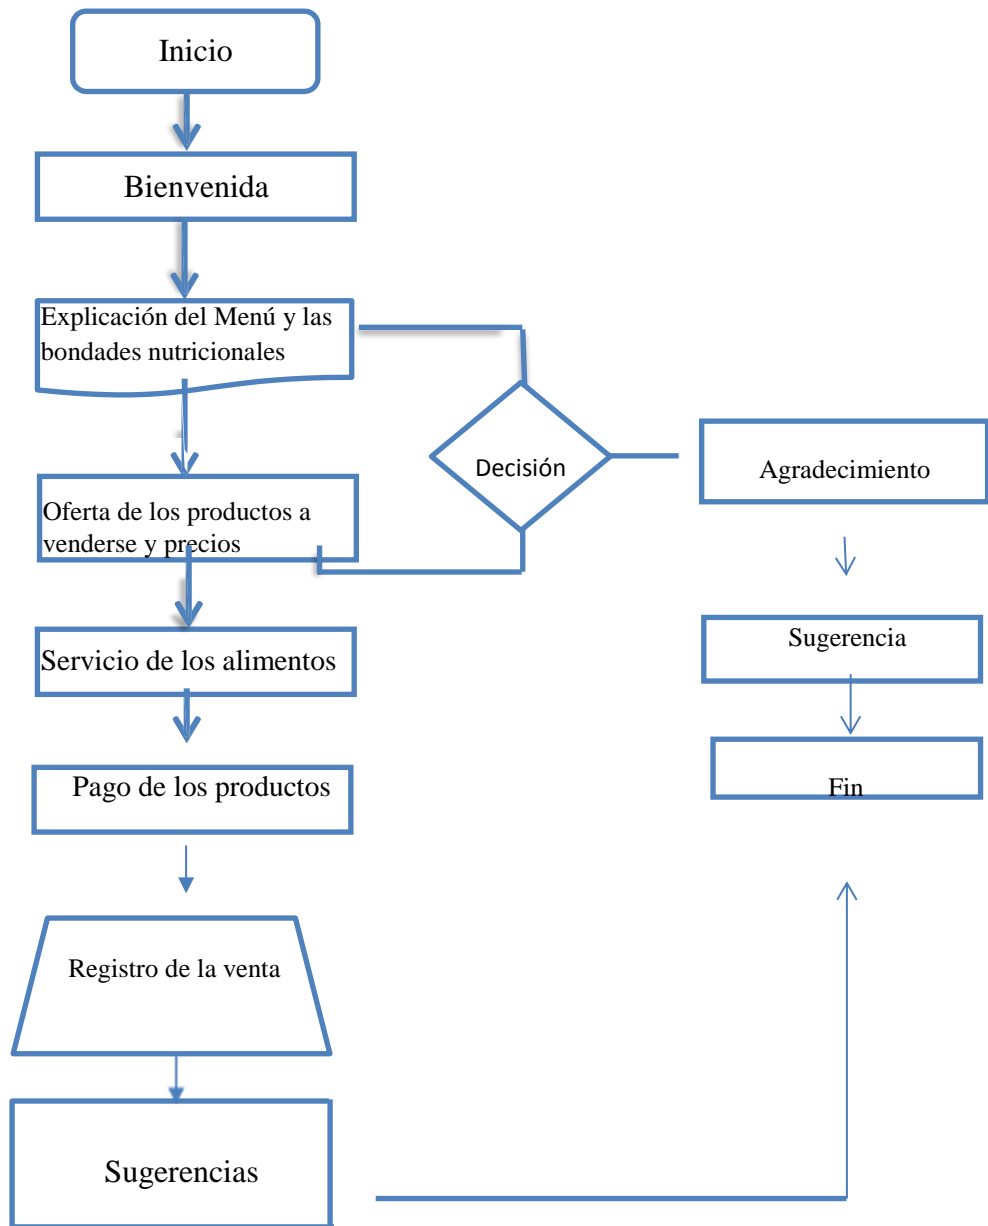 Inicio
Bienvenida
Explicación del Menú y las
bondades nutricionales
Oferta de los productos a
venderse y precios
Servicio de los alimentos
Pago de los productos
Registro de la venta
Sugerencias
Decisión
Agradecimiento
Sugerencia
Fin